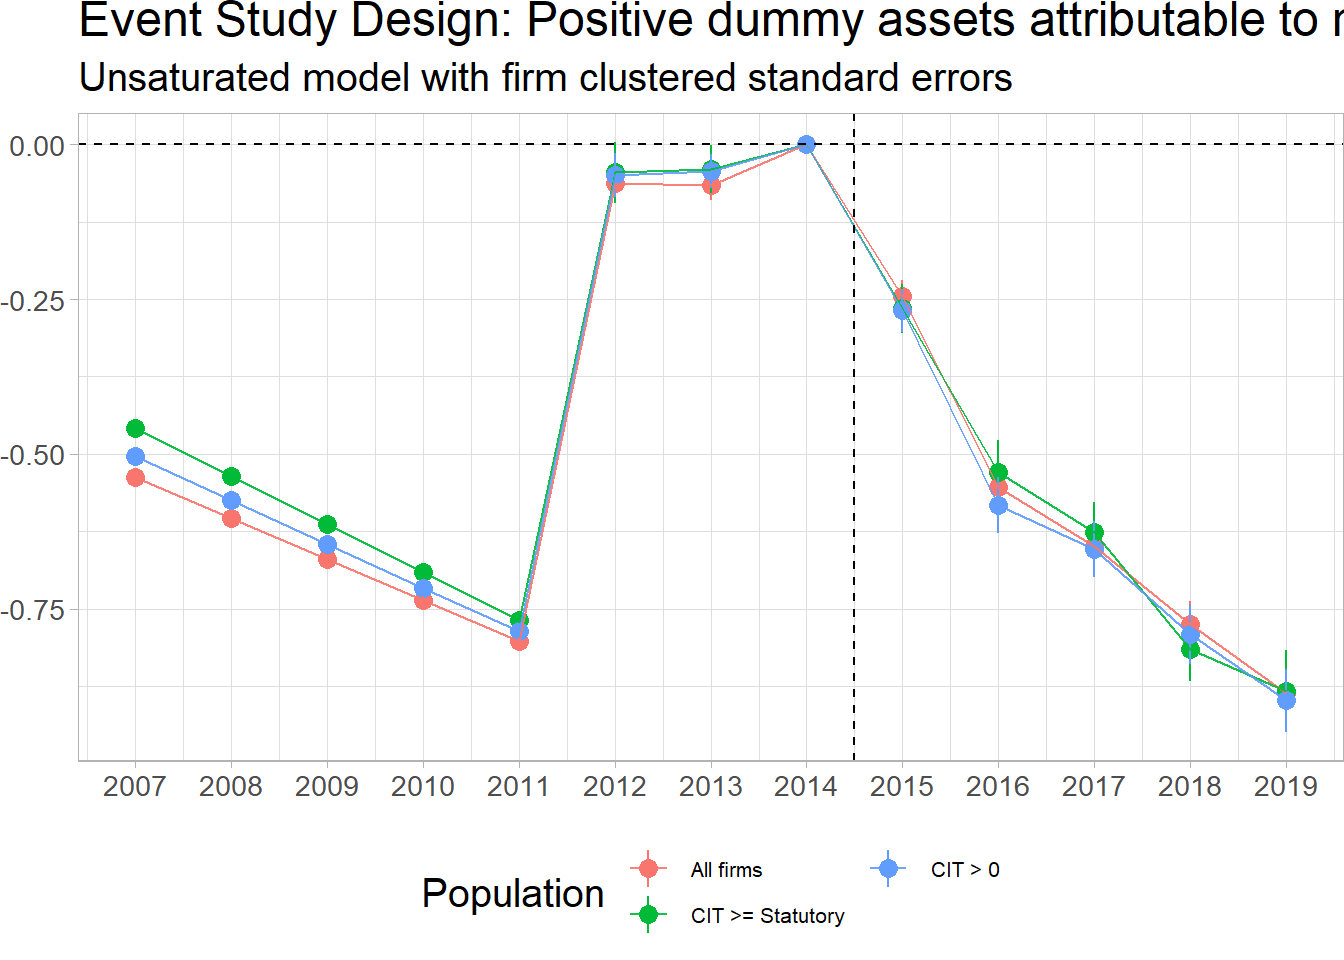 Event Study Design: Positive dummy assets attributable to
Unsaturated model with firm clustered standard errors
0.00
-0.25
-0.50
-0.75
2007 2008 2009 2010 2011 2012 2013 2014 2015 2016 2017 2018 2019
Population
All firms
CIT > 0
CIT >= Statutory